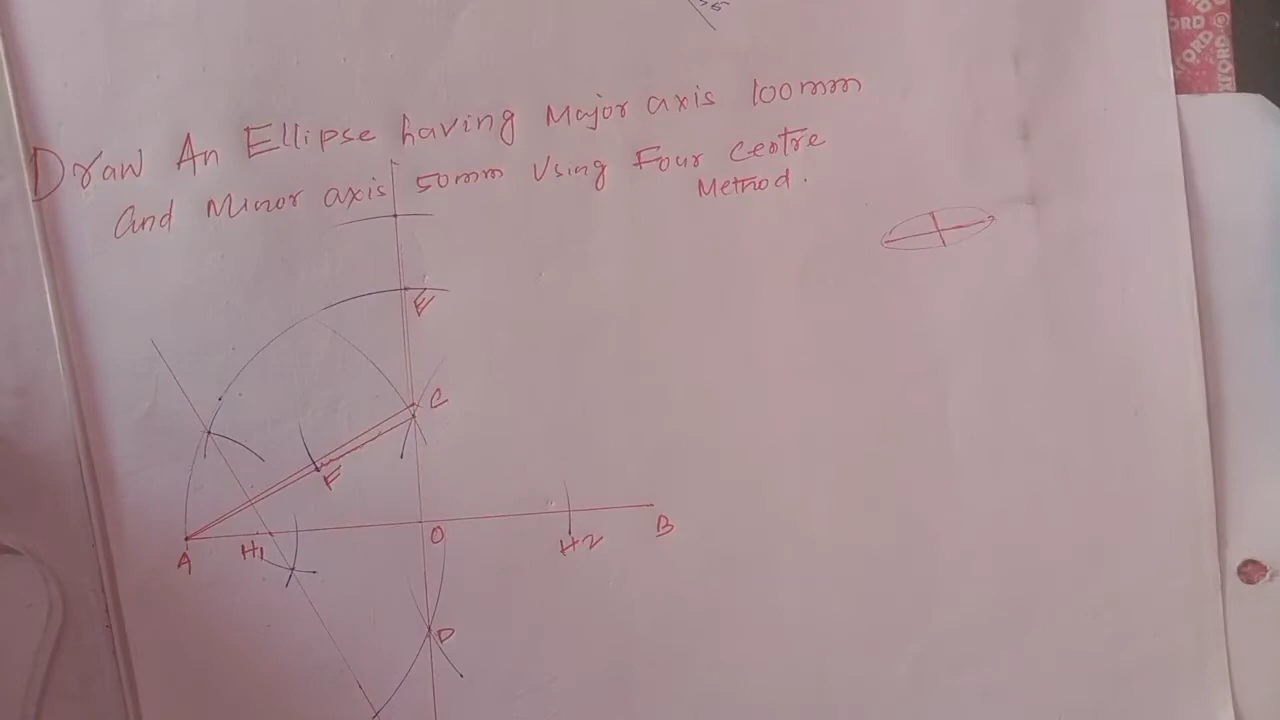 Draw An Ellipse having Major axis 100mm
and Minor axis 50mm Using Four Centre
Method.
E
C
F
A
H1
O
H2
B
D